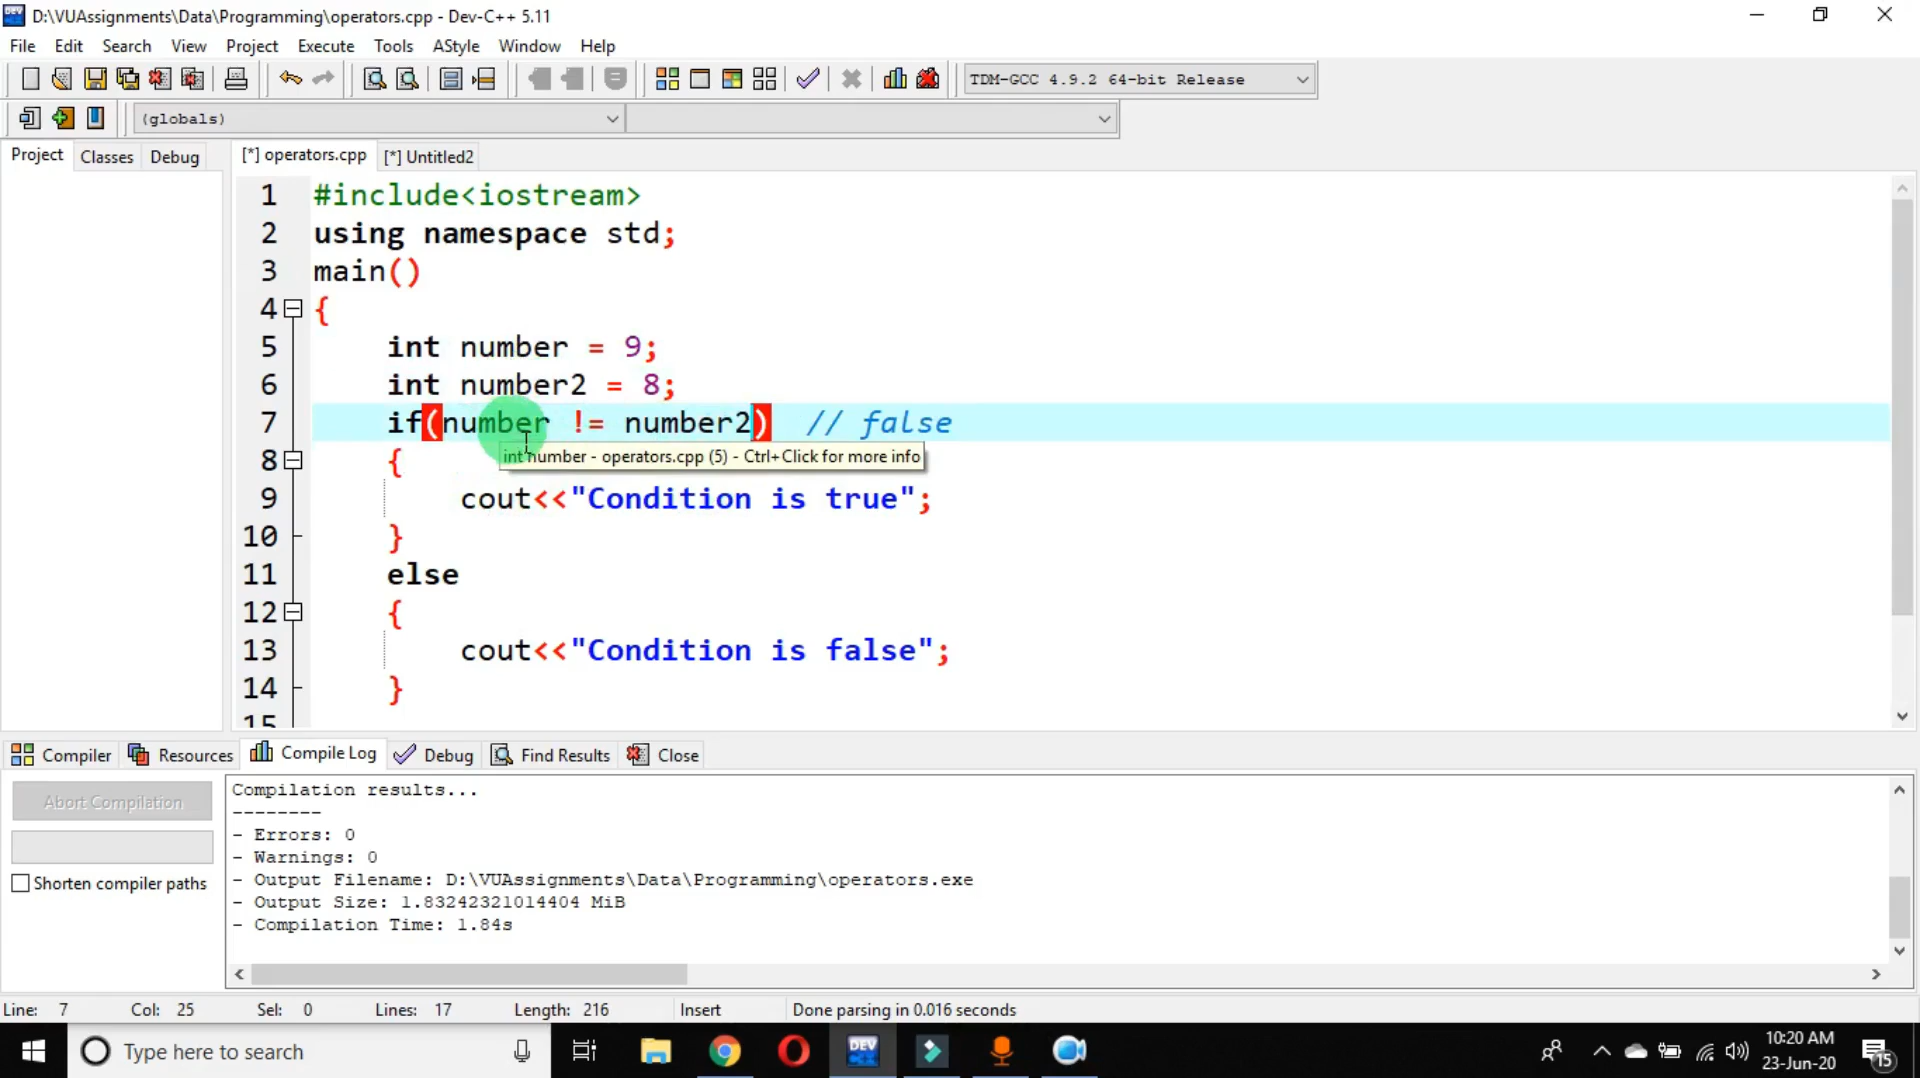 D:\VUAssignments\Data\Programming\operators.cpp - Dev-C++ 5.11
File Edit Search View Project Execute Tools AStyle Window Help
TDM-GCC 4.9.2 64-bit Release
(globals)
Project Classes Debug
[*] operators.cpp [*] Untitled2
1 #include<iostream>
2 using namespace std;
3 main()
4 {
5 int number = 9;
6 int number2 = 8;
7 if(number != number2) // false
int number - operators.cpp (5) - Ctrl+Click for more info
8 {
9 cout<<"Condition is true";
10 }
11 else
12 {
13 cout<<"Condition is false";
14 }
15
Compiler Resources Compile Log Debug Find Results Close
Abort Compilation
Shorten compiler paths
Compilation results...
--------
- Errors: 0
- Warnings: 0
- Output Filename: D:\VUAssignments\Data\Programming\operators.exe
- Output Size: 1.83242321014404 MiB
- Compilation Time: 1.84s
Line: 7 Col: 25 Sel: 0 Lines: 17 Length: 216 Insert Done parsing in 0.016 seconds
Type here to search
DEV
10:20 AM
23-Jun-20
15